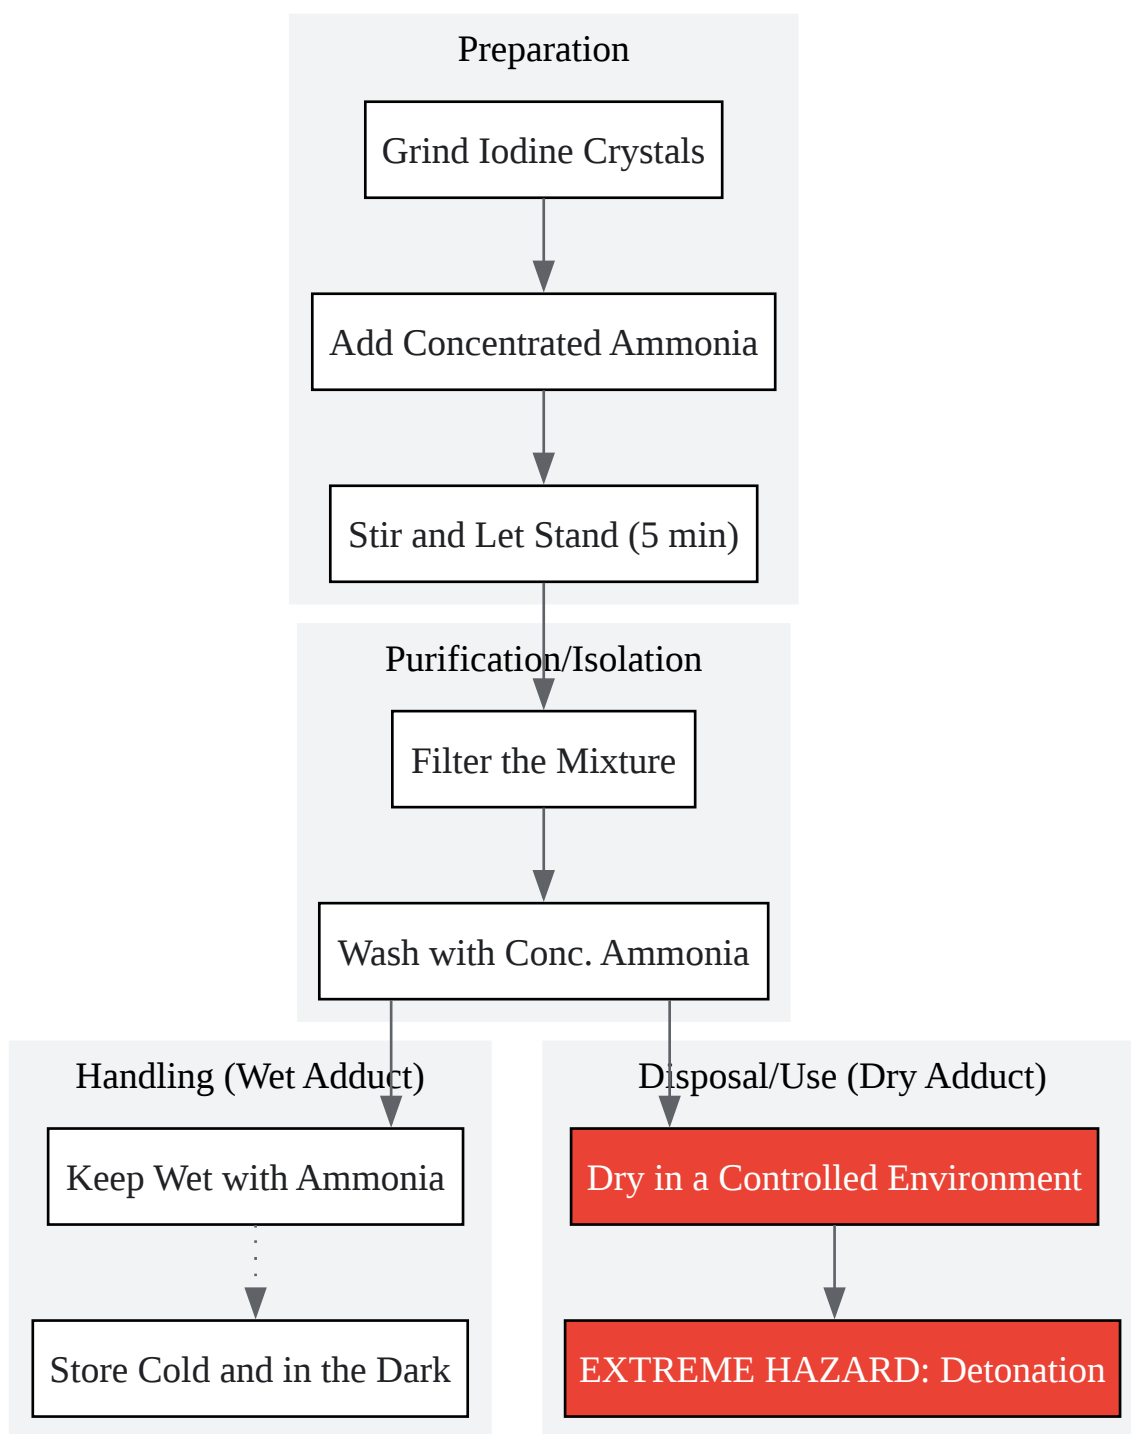 Preparation
Grind Iodine Crystals
Add Concentrated Ammonia
Stir and Let Stand (5 min)
Purification/Isolation
Filter the Mixture
Wash with Conc. Ammonia
Handling (Wet Adduct)
Keep Wet with Ammonia
Store Cold and in the Dark
Disposal/Use (Dry Adduct)
Dry in a Controlled Environment
EXTREME HAZARD: Detonation